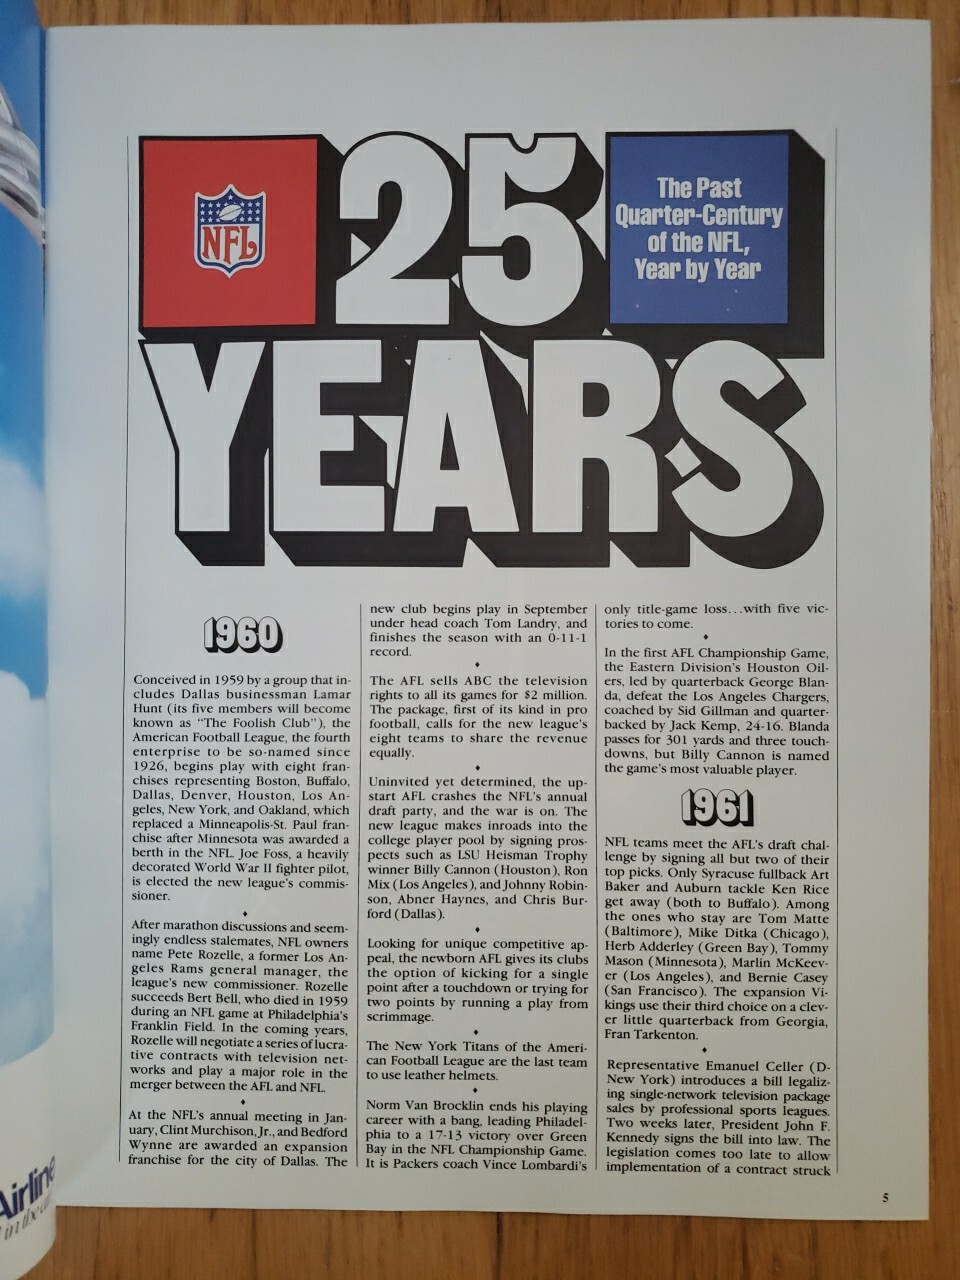 NFL
25
The Past
Quarter-Century
of the NFL,
Year by Year
YEARS
1960
Conceived in 1959 by a group that in-
cludes Dallas businessman Lamar
Hunt (its five members will become
known as “The Foolish Club”), the
American Football League, the fourth
enterprise to be so-named since
1926, begins play with eight fran-
chises representing Boston, Buffalo,
Dallas, Denver, Houston, Los An-
geles, New York, and Oakland, which
replaced a Minneapolis-St. Paul fran-
chise after Minnesota was awarded a
berth in the NFL. Joe Foss, a heavily
decorated World War II fighter pilot,
is elected the new league's commis-
sioner.
♦
After marathon discussions and seem-
ingly endless stalemates, NFL owners
name Pete Rozelle, a former Los An-
geles Rams general manager, the
league's new commissioner. Rozelle
succeeds Bert Bell, who died in 1959
during an NFL game at Philadelphia's
Franklin Field. In the coming years,
Rozelle will negotiate a series of lucra-
tive contracts with television net-
works and play a major role in the
merger between the AFL and NFL.
♦
At the NFL's annual meeting in Jan-
uary, Clint Murchison, Jr., and Bedford
Wynne are awarded an expansion
franchise for the city of Dallas. The
new club begins play in September
under head coach Tom Landry, and
finishes the season with an 0-11-1
record.
♦
The AFL sells ABC the television
rights to all its games for $2 million.
The package, first of its kind in pro
football, calls for the new league's
eight teams to share the revenue
equally.
♦
Uninvited yet determined, the up-
start AFL crashes the NFL's annual
draft party, and the war is on. The
new league makes inroads into the
college player pool by signing pros-
pects such as LSU Heisman Trophy
winner Billy Cannon (Houston), Ron
Mix (Los Angeles), and Johnny Robin-
son, Abner Haynes, and Chris Bur-
ford (Dallas).
♦
Looking for unique competitive ap-
peal, the newborn AFL gives its clubs
the option of kicking for a single
point after a touchdown or trying for
two points by running a play from
scrimmage.
♦
The New York Titans of the Ameri-
can Football League are the last team
to use leather helmets.
♦
Norm Van Brocklin ends his playing
career with a bang, leading Philadel-
phia to a 17-13 victory over Green
Bay in the NFL Championship Game.
It is Packers coach Vince Lombardi's
only title-game loss...with five vic-
tories to come.
♦
In the first AFL Championship Game,
the Eastern Division's Houston Oil-
ers, led by quarterback George Blan-
da, defeat the Los Angeles Chargers,
coached by Sid Gillman and quarter-
backed by Jack Kemp, 24-16. Blanda
passes for 301 yards and three touch-
downs, but Billy Cannon is named
the game's most valuable player.
1961
NFL teams meet the AFL's draft chal-
lenge by signing all but two of their
top picks. Only Syracuse fullback Art
Baker and Auburn tackle Ken Rice
get away (both to Buffalo). Among
the ones who stay are Tom Matte
(Baltimore), Mike Ditka (Chicago),
Herb Adderley (Green Bay), Tommy
Mason (Minnesota), Marlin McKeev-
er (Los Angeles), and Bernie Casey
(San Francisco). The expansion Vi-
kings use their third choice on a clev-
er little quarterback from Georgia,
Fran Tarkenton.
♦
Representative Emanuel Celler (D-
New York) introduces a bill legaliz-
ing single-network television package
sales by professional sports leagues.
Two weeks later, President John F.
Kennedy signs the bill into law. The
legislation comes too late to allow
implementation of a contract struck
5
Airline
in the